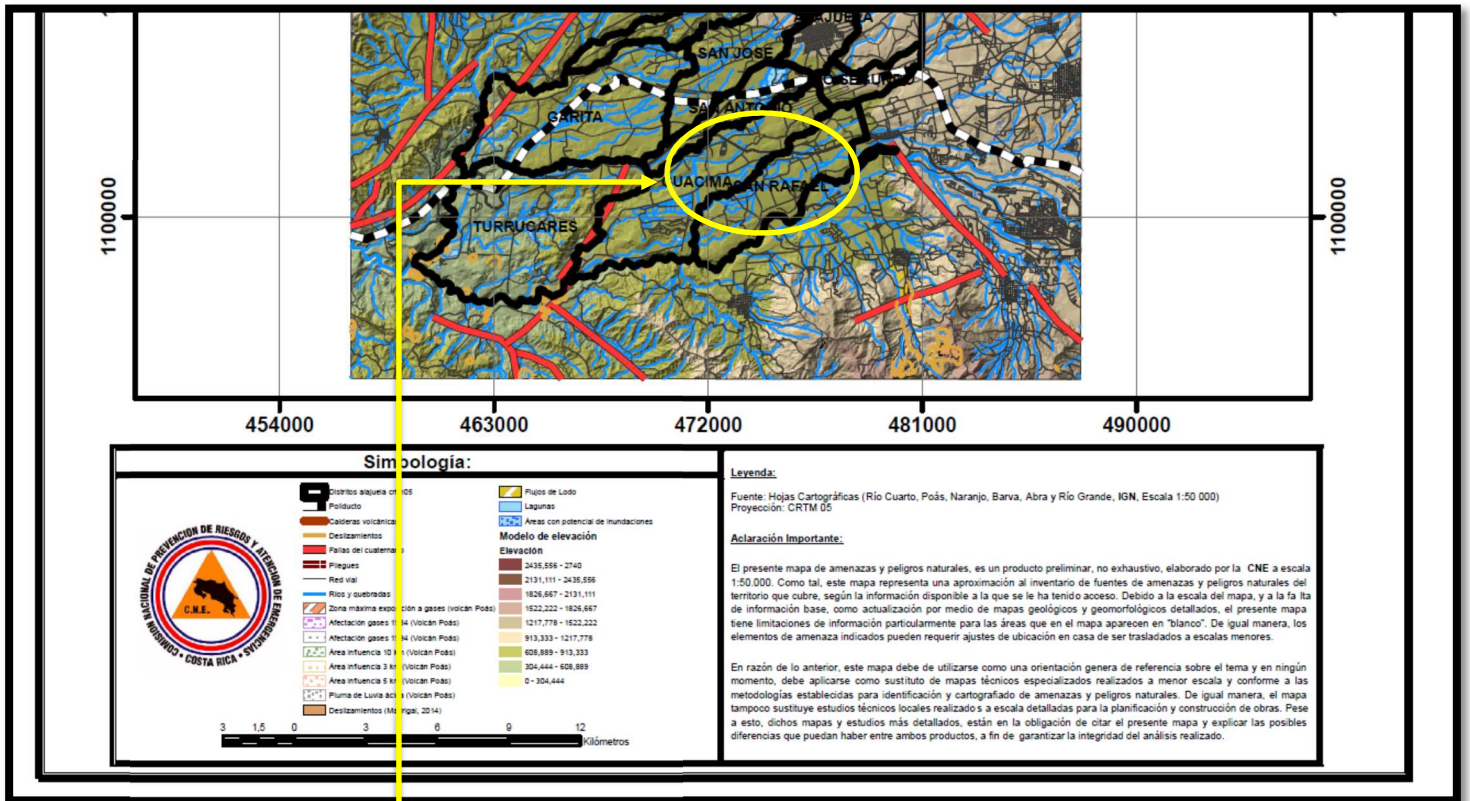 ALAJUELA
SAN JOSE
RIO SEGUNDO
SAN ANTONIO
GARITA
GUACIMA
SAN RAFAEL
TURRUCARES
1100000
1100000
454000
463000
472000
481000
490000
Simbología:
COMISION NACIONAL DE PREVENCION DE RIESGOS Y ATENCION DE EMERGENCIAS
C.N.E.
• COSTA RICA •
Distritos alajuela crtm05
Poliducto
Calderas volcánicas
Deslizamientos
Fallas del cuaternario
Pliegues
Red vial
Ríos y quebradas
Zona máxima exposición a gases (volcán Poás)
Afectación gases 1994 (Volcán Poás)
Afectación gases 1994 (Volcán Poás)
Área influencia 10 km (Volcán Poás)
Área influencia 3 km (Volcán Poás)
Área influencia 5 km (Volcán Poás)
Pluma de Luvia ácida (Volcán Poás)
Deslizamientos (Madrigal, 2014)
Flujos de Lodo
Lagunas
Áreas con potencial de inundaciones
Modelo de elevación
Elevación
2435,556 - 2740
2131,111 - 2435,556
1826,667 - 2131,111
1522,222 - 1826,667
1217,778 - 1522,222
913,333 - 1217,778
608,889 - 913,333
304,444 - 608,889
0 - 304,444
3 1,5 0 3 6 9 12
Kilómetros
Leyenda:
Fuente: Hojas Cartográficas (Río Cuarto, Poás, Naranjo, Barva, Abra y Río Grande, IGN, Escala 1:50 000)
Proyección: CRTM 05
Aclaración Importante:
El presente mapa de amenazas y peligros naturales, es un producto preliminar, no exhaustivo, elaborado por la CNE a escala
1:50.000. Como tal, este mapa representa una aproximación al inventario de fuentes de amenazas y peligros naturales del
territorio que cubre, según la información disponible a la que se le ha tenido acceso. Debido a la escala del mapa, y a la fa lta
de información base, como actualización por medio de mapas geológicos y geomorfológicos detallados, el presente mapa
tiene limitaciones de información particularmente para las áreas que en el mapa aparecen en "blanco". De igual manera, los
elementos de amenaza indicados pueden requerir ajustes de ubicación en casa de ser trasladados a escalas menores.
En razón de lo anterior, este mapa debe de utilizarse como una orientación genera de referencia sobre el tema y en ningún
momento, debe aplicarse como sustituto de mapas técnicos especializados realizados a menor escala y conforme a las
metodologías establecidas para identificación y cartografiado de amenazas y peligros naturales. De igual manera, el mapa
tampoco sustituye estudios técnicos locales realizados a escala detalladas para la planificación y construcción de obras. Pese
a esto, dichos mapas y estudios más detallados, están en la obligación de citar el presente mapa y explicar las posibles
diferencias que puedan haber entre ambos productos, a fin de garantizar la integridad del análisis realizado.